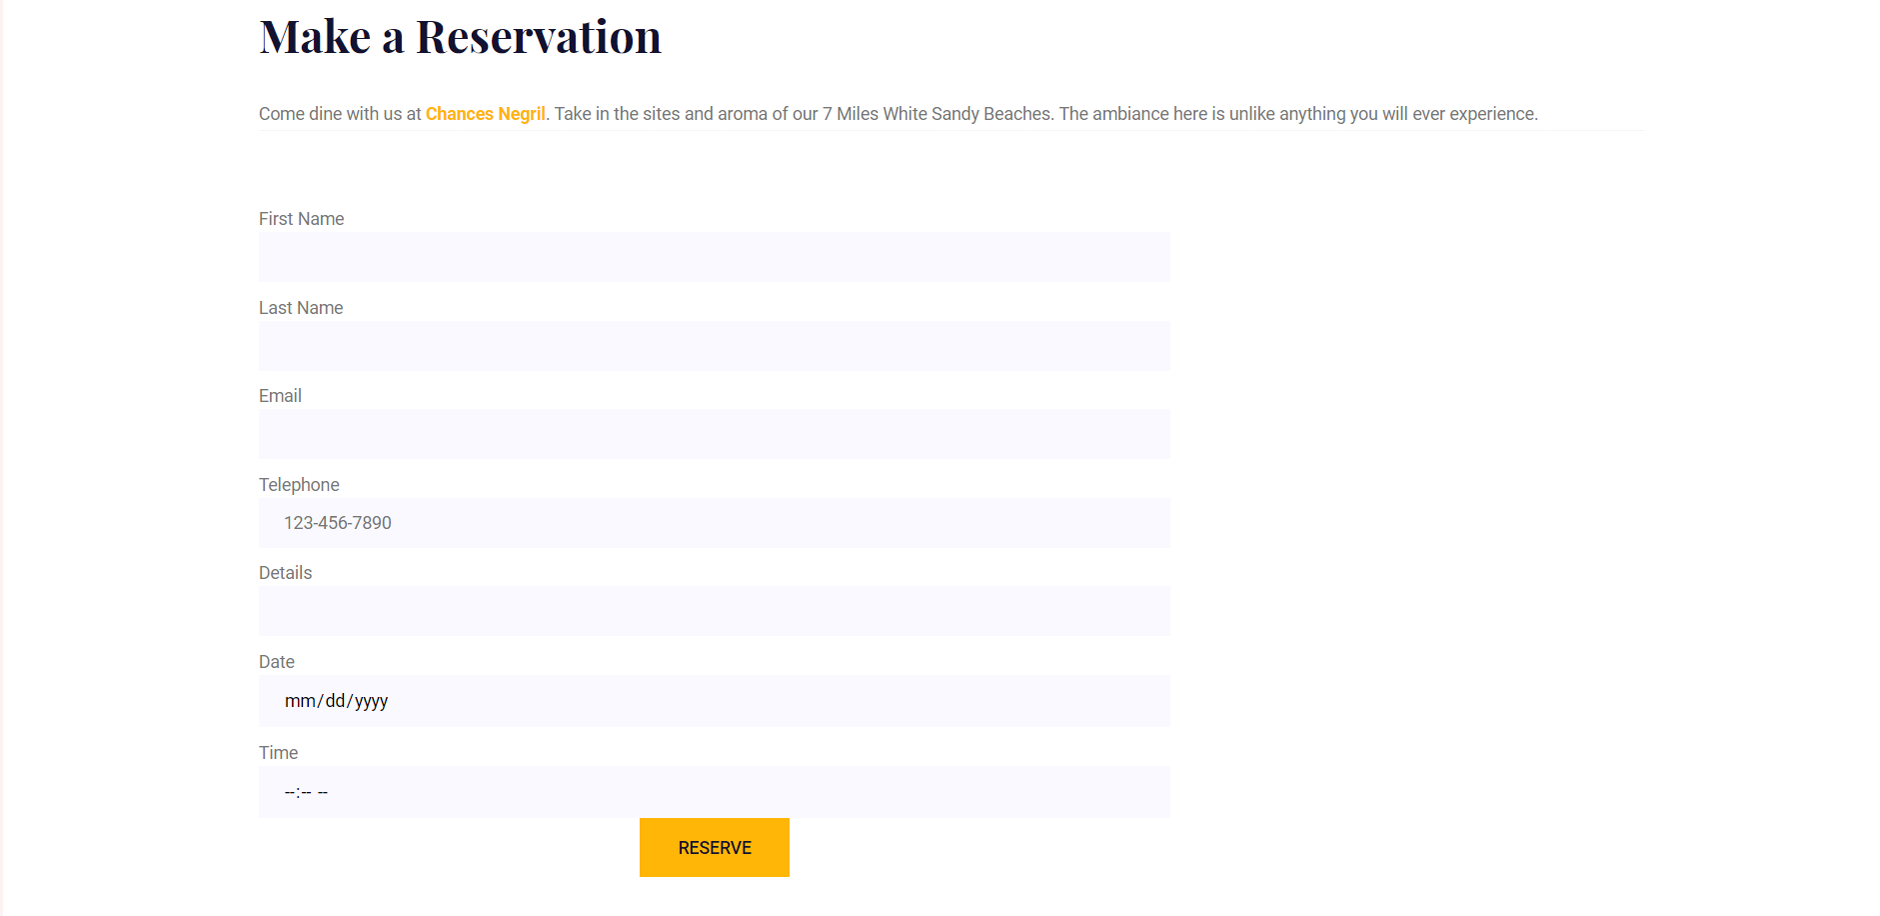 Make a Reservation
Come dine with us at Chances Negril. Take in the sites and aroma of our 7 Miles White Sandy Beaches. The ambiance here is unlike anything you will ever experience.
First Name
Last Name
Email
Telephone
123-456-7890
Details
Date
mm/dd/yyyy
Time
--:-- --
RESERVE